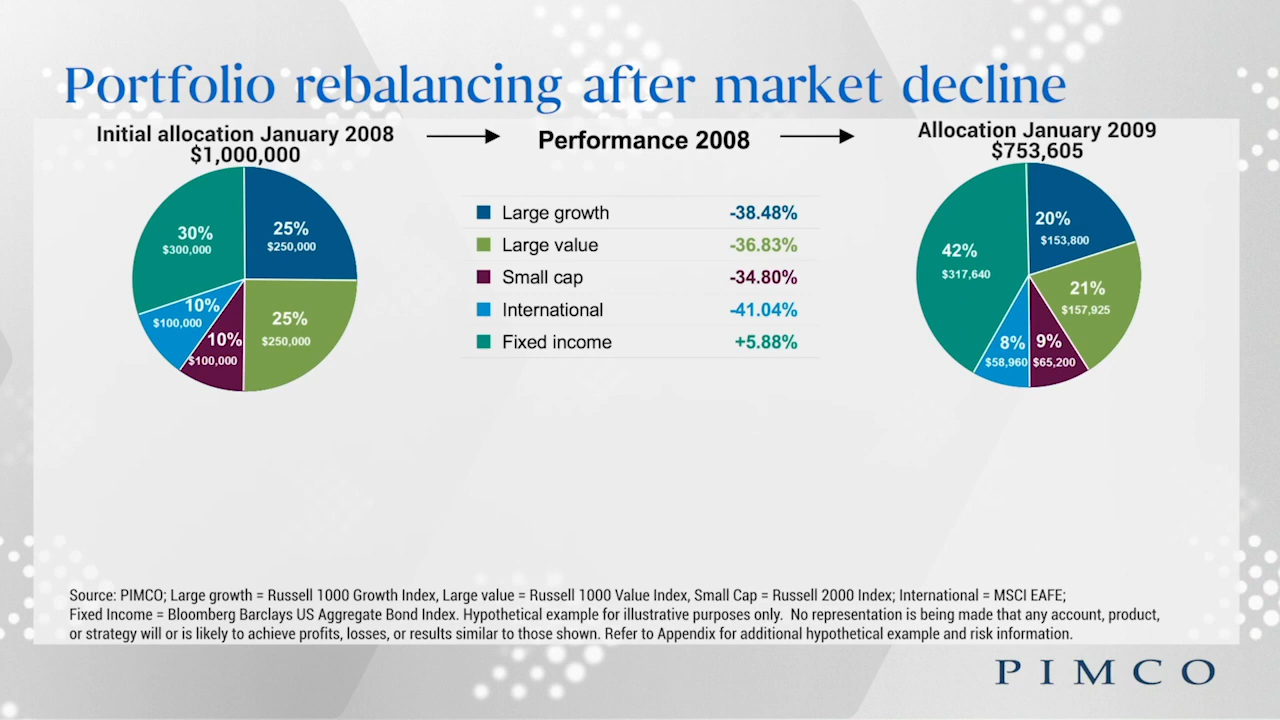 Portfolio rebalancing after market decline
Initial allocation January 2008
$1,000,000
Performance 2008
Allocation January 2009
$753,605
30%
$300,000
25%
$250,000
10%
$100,000
10%
$100,000
25%
$250,000
Large growth -38.48%
Large value -36.83%
Small cap -34.80%
International -41.04%
Fixed income +5.88%
20%
$153,800
42%
$317,640
21%
$157,925
8%
$58,960
9%
$65,200
Source: PIMCO; Large growth = Russell 1000 Growth Index, Large value = Russell 1000 Value Index, Small Cap = Russell 2000 Index; International = MSCI EAFE;
Fixed Income = Bloomberg Barclays US Aggregate Bond Index. Hypothetical example for illustrative purposes only. No representation is being made that any account, product,
or strategy will or is likely to achieve profits, losses, or results similar to those shown. Refer to Appendix for additional hypothetical example and risk information.
PIMCO